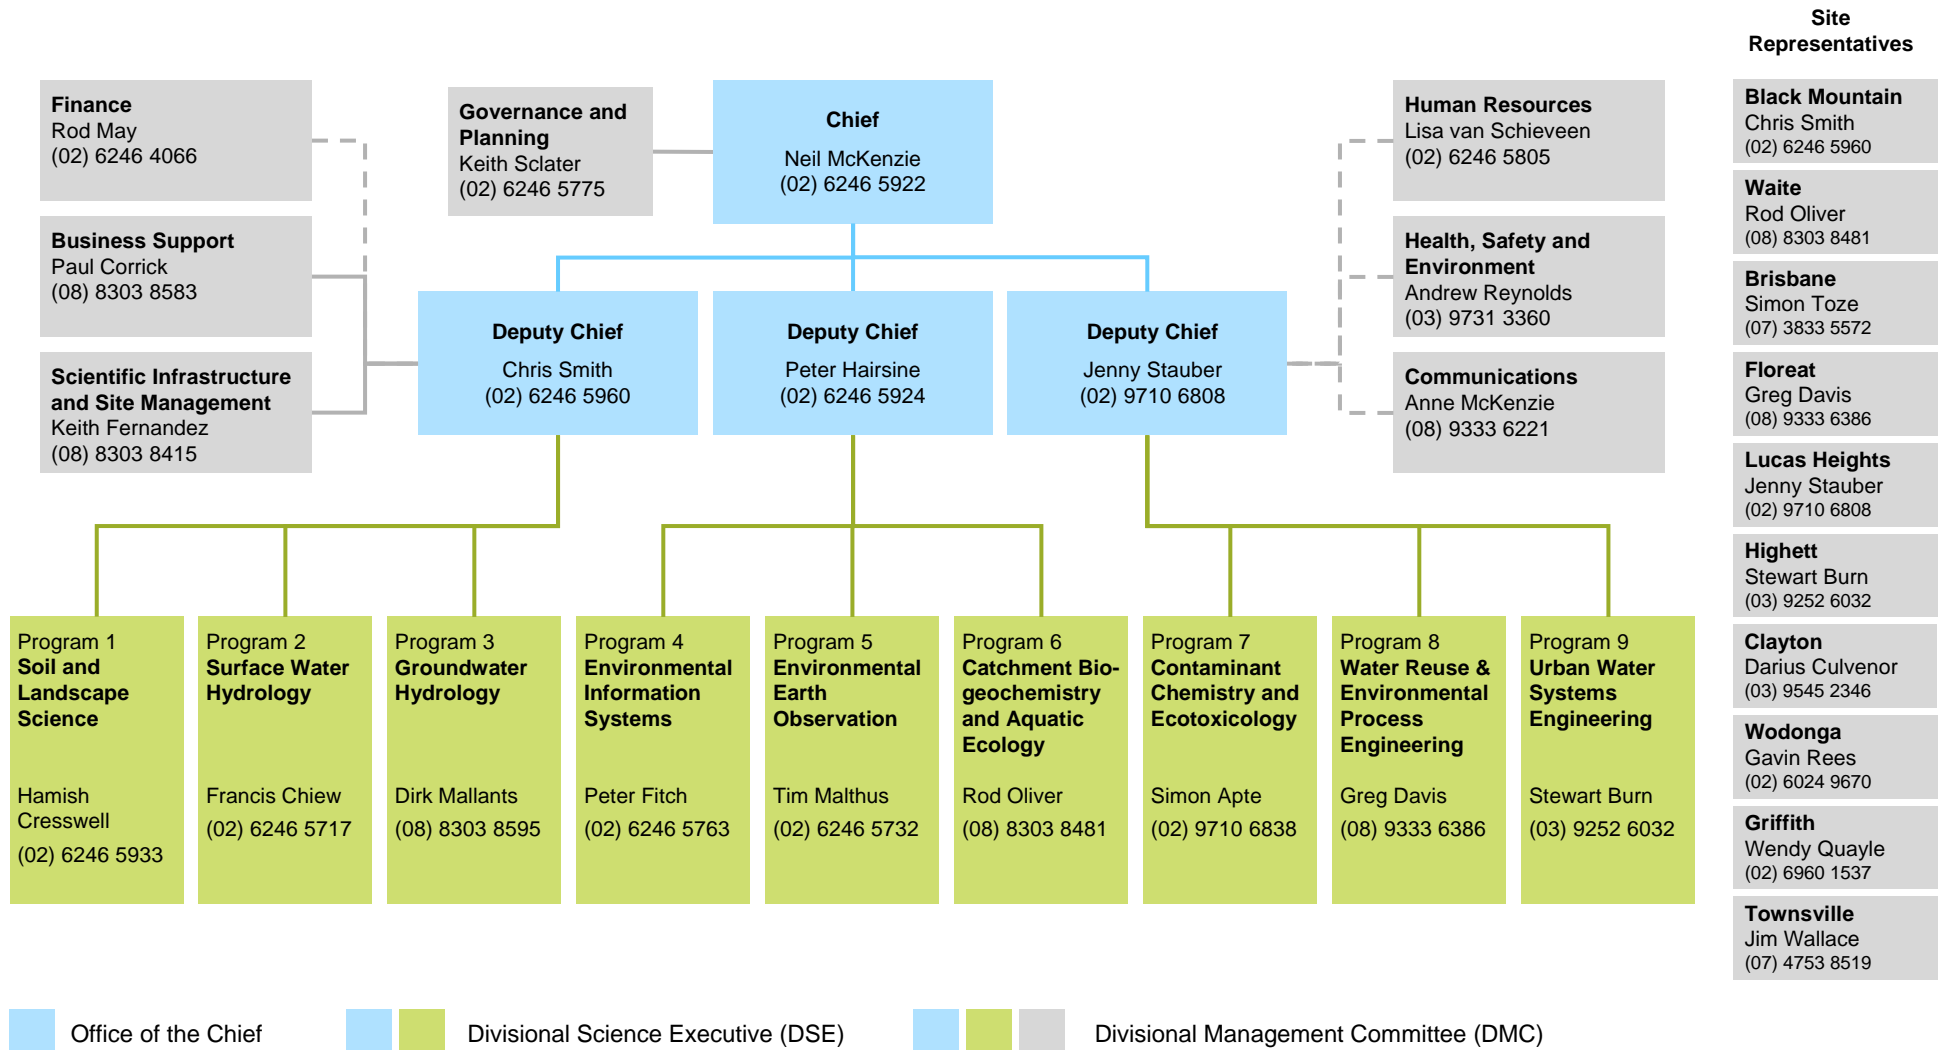 Site
Representatives
Finance
Rod May
(02) 6246 4066
Business Support
Paul Corrick
(08) 8303 8583
Scientific Infrastructure
and Site Management
Keith Fernandez
(08) 8303 8415
Governance and
Planning
Keith Sclater
(02) 6246 5775
Chief
Neil McKenzie
(02) 6246 5922
Human Resources
Lisa van Schieveen
(02) 6246 5805
Health, Safety and
Environment
Andrew Reynolds
(03) 9731 3360
Communications
Anne McKenzie
(08) 9333 6221
Deputy Chief
Chris Smith
(02) 6246 5960
Deputy Chief
Peter Hairsine
(02) 6246 5924
Deputy Chief
Jenny Stauber
(02) 9710 6808
Program 1
Soil and
Landscape
Science
Hamish
Cresswell
(02) 6246 5933
Program 2
Surface Water
Hydrology
Francis Chiew
(02) 6246 5717
Program 3
Groundwater
Hydrology
Dirk Mallants
(08) 8303 8595
Program 4
Environmental
Information
Systems
Peter Fitch
(02) 6246 5763
Program 5
Environmental
Earth
Observation
Tim Malthus
(02) 6246 5732
Program 6
Catchment Bio-
geochemistry
and Aquatic
Ecology
Rod Oliver
(08) 8303 8481
Program 7
Contaminant
Chemistry and
Ecotoxicology
Simon Apte
(02) 9710 6838
Program 8
Water Reuse &
Environmental
Process
Engineering
Greg Davis
(08) 9333 6386
Program 9
Urban Water
Systems
Engineering
Stewart Burn
(03) 9252 6032
Black Mountain
Chris Smith
(02) 6246 5960
Waite
Rod Oliver
(08) 8303 8481
Brisbane
Simon Toze
(07) 3833 5572
Floreat
Greg Davis
(08) 9333 6386
Lucas Heights
Jenny Stauber
(02) 9710 6808
Highett
Stewart Burn
(03) 9252 6032
Clayton
Darius Culvenor
(03) 9545 2346
Wodonga
Gavin Rees
(02) 6024 9670
Griffith
Wendy Quayle
(02) 6960 1537
Townsville
Jim Wallace
(07) 4753 8519
Office of the Chief
Divisional Science Executive (DSE)
Divisional Management Committee (DMC)